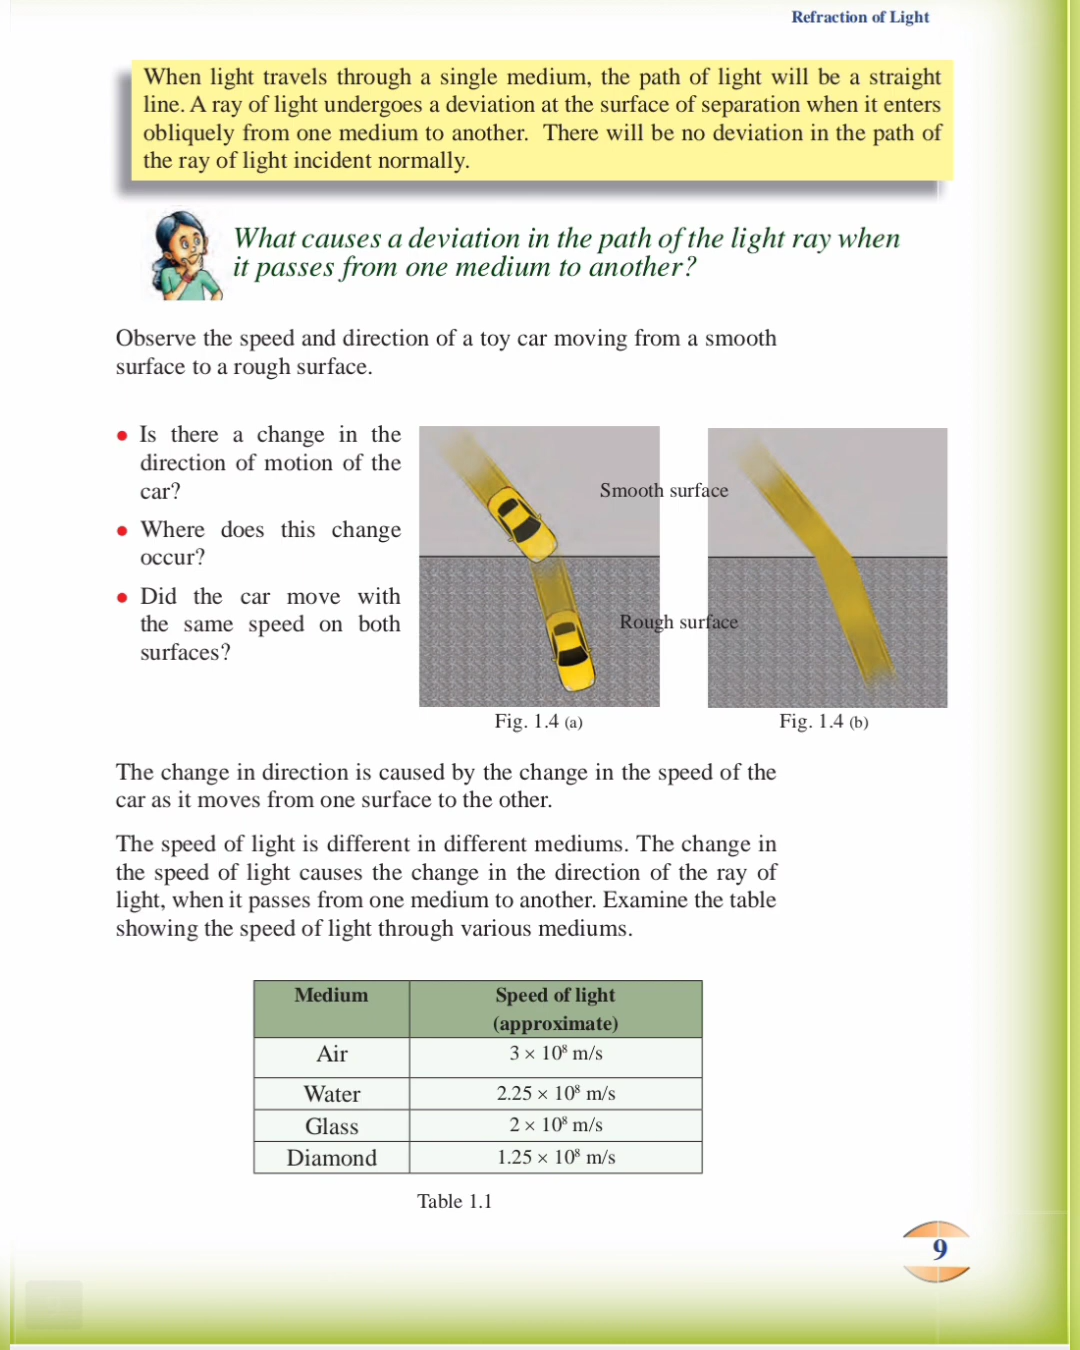 Refraction of Light
When light travels through a single medium, the path of light will be a straight
line. A ray of light undergoes a deviation at the surface of separation when it enters
obliquely from one medium to another. There will be no deviation in the path of
the ray of light incident normally.
What causes a deviation in the path of the light ray when
it passes from one medium to another?
Observe the speed and direction of a toy car moving from a smooth
surface to a rough surface.
● Is there a change in the
direction of motion of the
car?
● Where does this change
occur?
● Did the car move with
the same speed on both
surfaces?
Smooth surface
Rough surface
Fig. 1.4 (a)
Fig. 1.4 (b)
The change in direction is caused by the change in the speed of the
car as it moves from one surface to the other.
The speed of light is different in different mediums. The change in
the speed of light causes the change in the direction of the ray of
light, when it passes from one medium to another. Examine the table
showing the speed of light through various mediums.
Medium Speed of light
(approximate)
Air 3 × 10⁸ m/s
Water 2.25 × 10⁸ m/s
Glass 2 × 10⁸ m/s
Diamond 1.25 × 10⁸ m/s
Table 1.1
9